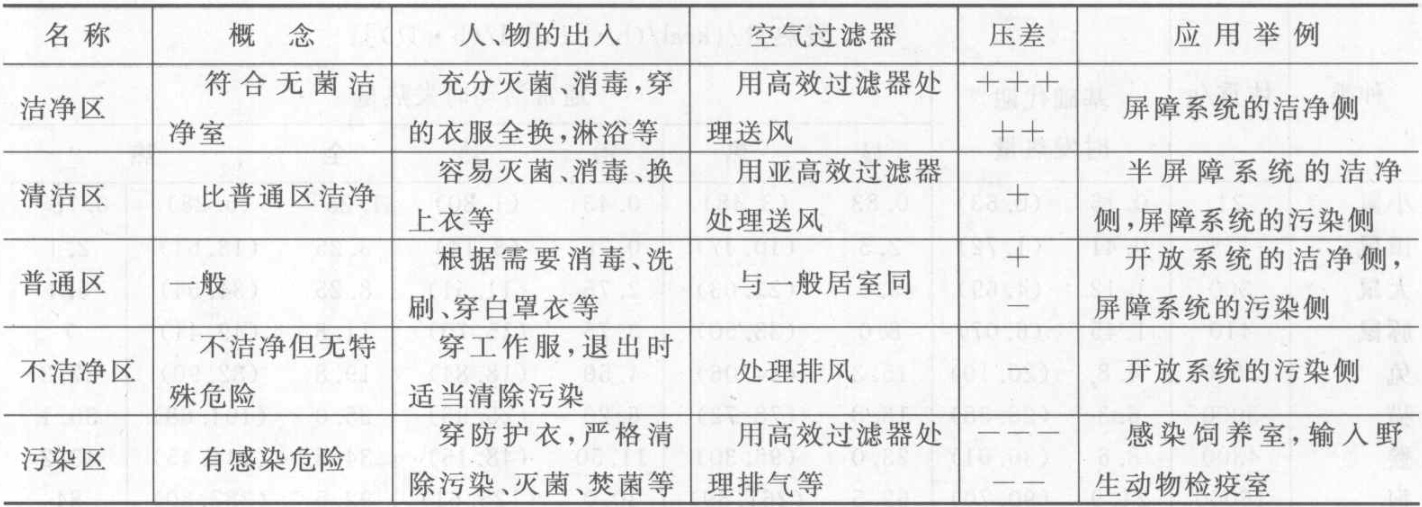 名称 概念 人、物的出入 空气过滤器 压差 应用举例
洁净区 符合无菌洁净室 充分灭菌、消毒,穿的衣服全换,淋浴等 用高效过滤器处理送风 +++ ++ 屏障系统的洁净侧
清洁区 比普通区洁净 容易灭菌、消毒、换上衣等 用亚高效过滤器处理送风 + + 半屏障系统的洁净侧,屏障系统的污染侧
普通区 一般 根据需要消毒、洗刷、穿白罩衣等 与一般居室同 + - 开放系统的洁净侧,屏障系统的污染侧
不洁净区 不洁净但无特殊危险 穿工作服,退出时适当清除污染 处理排风 - 开放系统的污染侧
污染区 有感染危险 穿防护衣,严格清除污染、灭菌、焚菌等 用高效过滤器处理排气等 -- -- 感染饲养室,输入野生动物检疫室